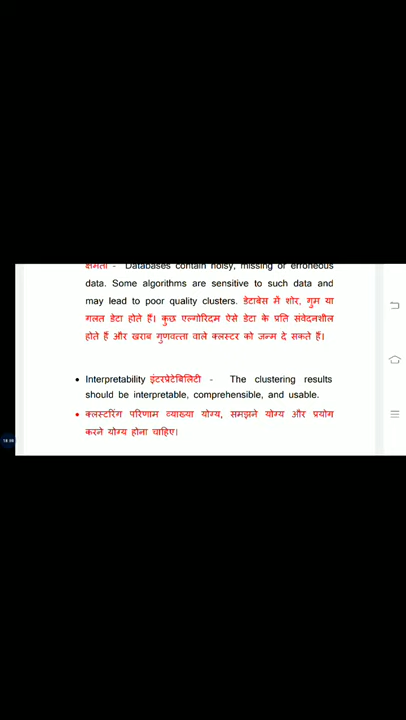 क्षमता - Databases contain noisy, missing or erroneous
data. Some algorithms are sensitive to such data and
may lead to poor quality clusters. डेटाबेस में शोर, गुम या
गलत डेटा होते हैं। कुछ एल्गोरिदम ऐसे डेटा के प्रति संवेदनशील
होते हैं और खराब गुणवत्ता वाले क्लस्टर को जन्म दे सकते हैं।
• Interpretability इंटरप्रेटेबिलिटी - The clustering results
should be interpretable, comprehensible, and usable.
• क्लस्टरिंग परिणाम व्याख्या योग्य, समझने योग्य और प्रयोग
करने योग्य होना चाहिए।